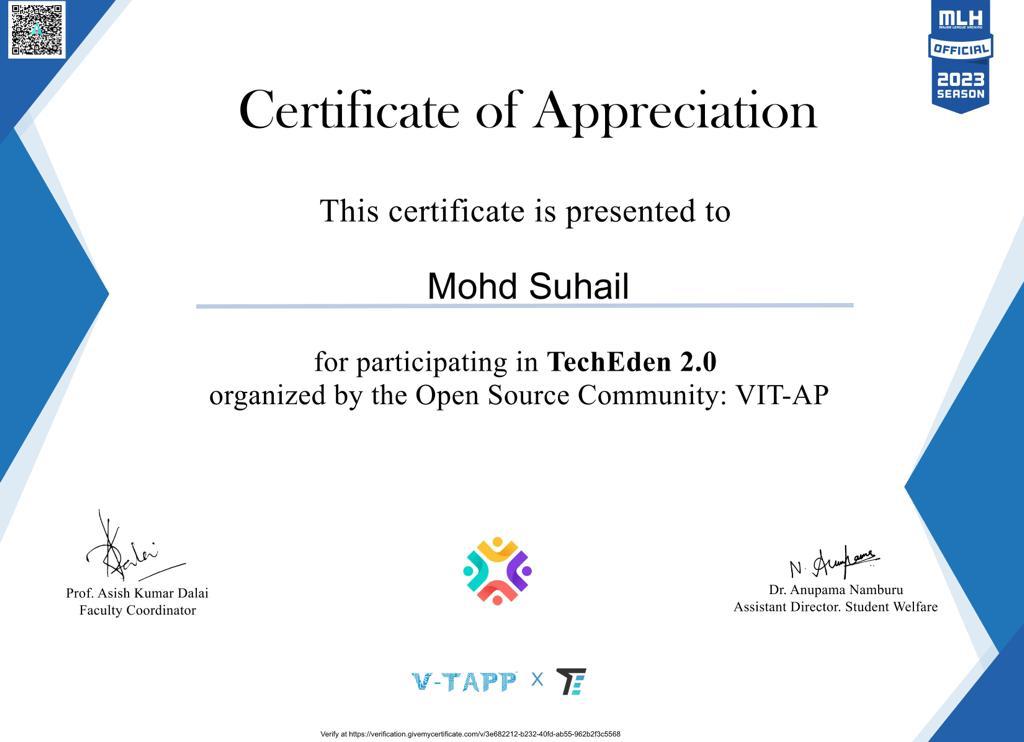 MLH
MAJOR LEAGUE HACKING
OFFICIAL
2023
SEASON
Certificate of Appreciation
This certificate is presented to
Mohd Suhail
for participating in TechEden 2.0
organized by the Open Source Community: VIT-AP
Prof. Asish Kumar Dalai
Faculty Coordinator
N. Anupama
Dr. Anupama Namburu
Assistant Director. Student Welfare
V-TAPP X TE
Verify at https://verification.givemycertificate.com/v/3e682212-b232-40fd-ab55-962b2f3c5568